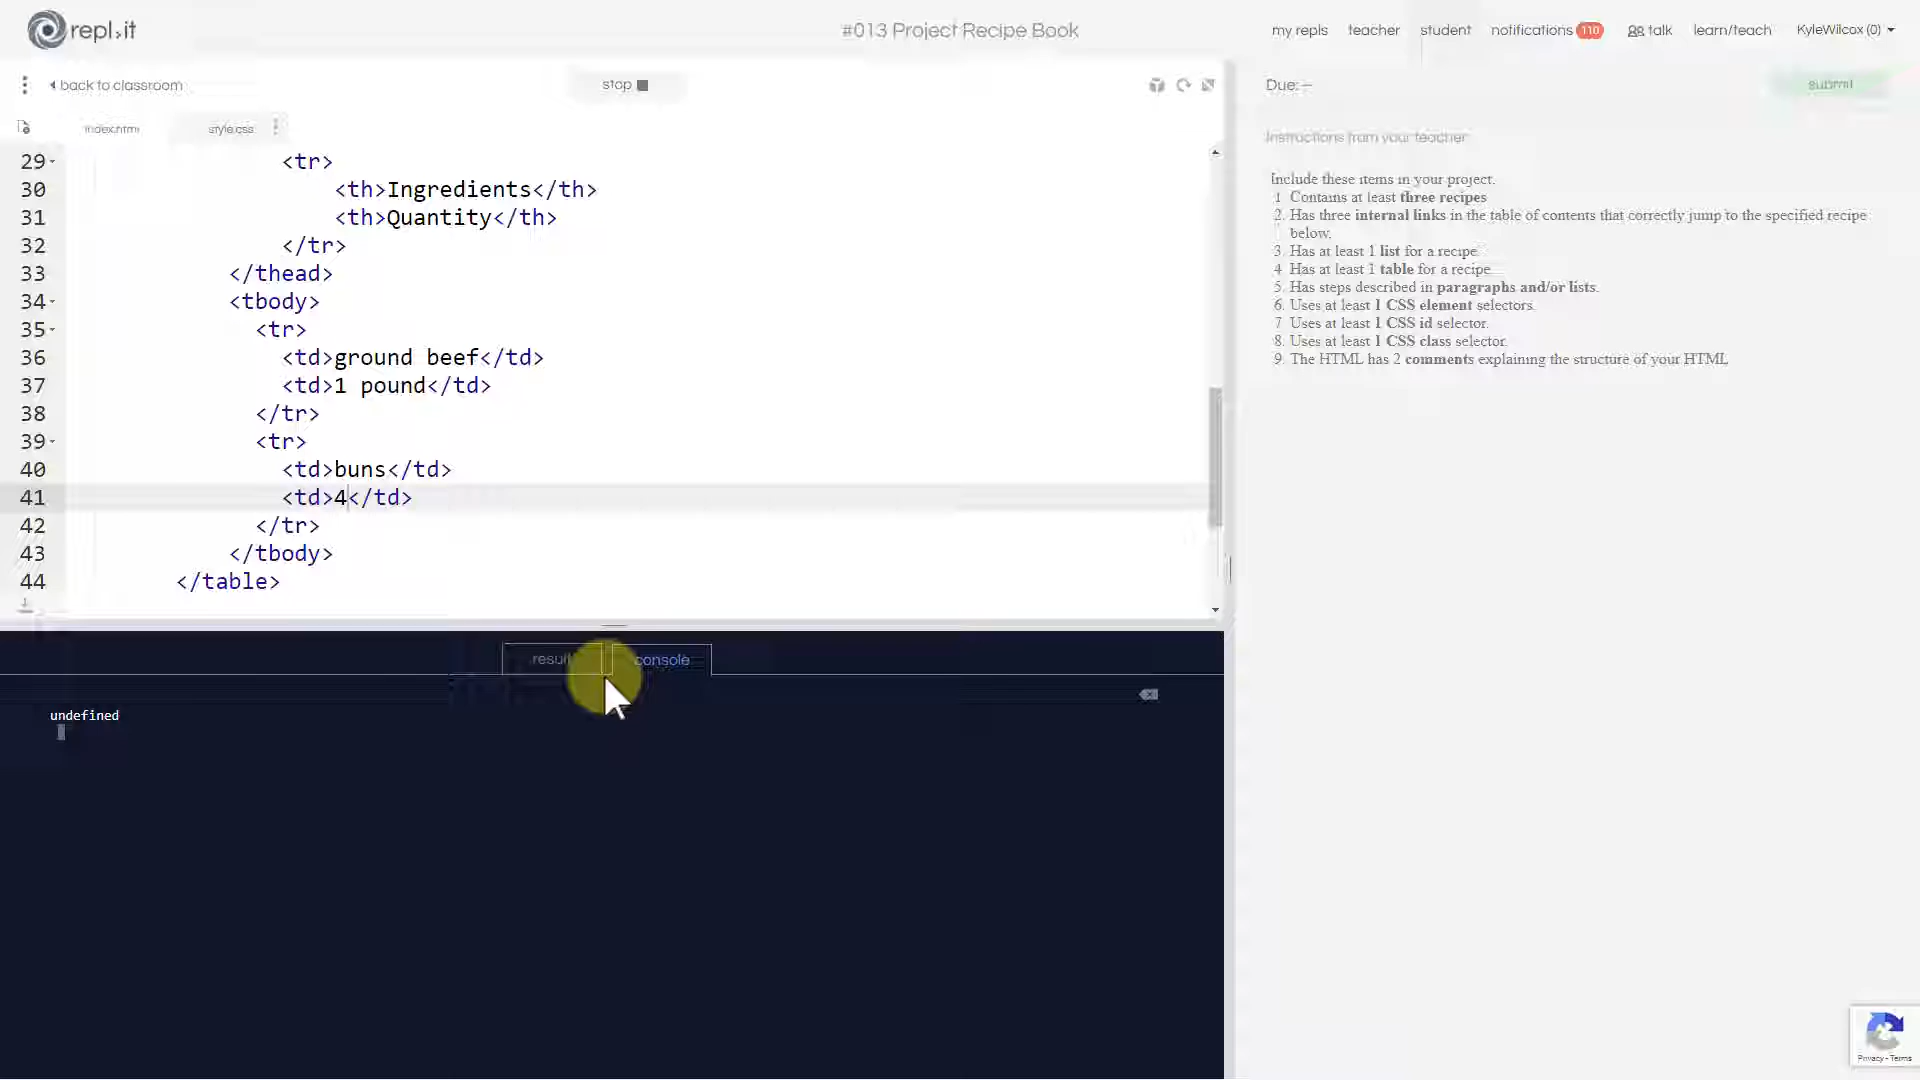 repl.it
#013 Project Recipe Book
my repls teacher student notifications 110 talk learn/teach KyleWilcox (0)
back to classroom
stop
Due: —
submit
index.html style.css
Instructions from your teacher
29 <tr>
30 <th>Ingredients</th>
31 <th>Quantity</th>
32 </tr>
33 </thead>
34 <tbody>
35 <tr>
36 <td>ground beef</td>
37 <td>1 pound</td>
38 </tr>
39 <tr>
40 <td>buns</td>
41 <td>4</td>
42 </tr>
43 </tbody>
44 </table>
Include these items in your project.
1 Contains at least three recipes
2. Has three internal links in the table of contents that correctly jump to the specified recipe
below.
3. Has at least 1 list for a recipe
4 Has at least 1 table for a recipe
5. Has steps described in paragraphs and/or lists.
6. Uses at least 1 CSS element selectors.
7 Uses at least 1 CSS id selector.
8. Uses at least 1 CSS class selector.
9. The HTML has 2 comments explaining the structure of your HTML
result console
undefined
Privacy - Terms